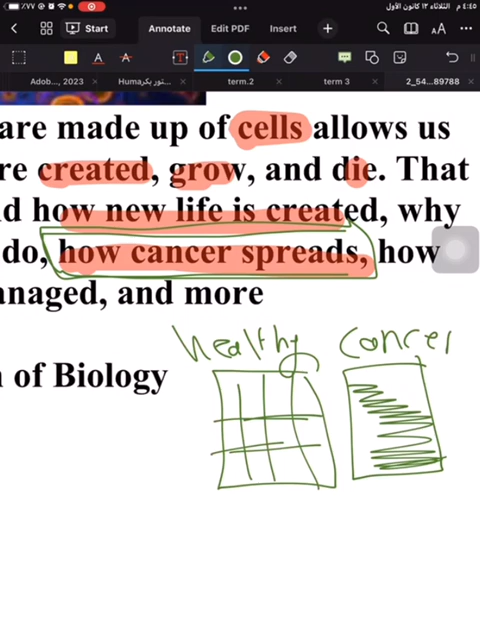 ٤:٤٥ م الثلاثاء ١٢ كانون الأول
٪٧٧
Start Annotate Edit PDF Insert
Adob..., 2023 term.2 term 3 2_54...89788
are made up of cells allows us
re created, grow, and die. That
d how new life is created, why
do, how cancer spreads, how
anaged, and more
healthy cancer
n of Biology